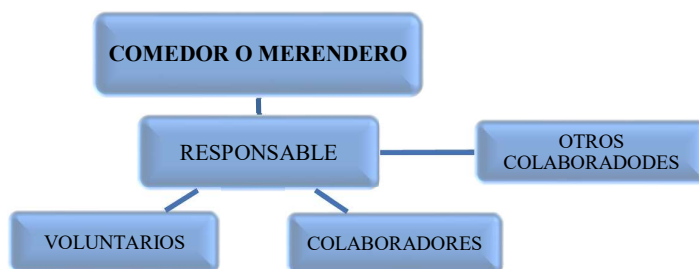 COMEDOR O MERENDERO
RESPONSABLE
OTROS
COLABORADODES
VOLUNTARIOS
COLABORADORES